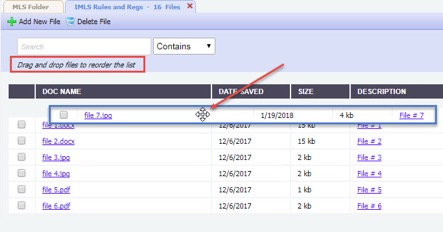 MLS Folder IMLS Rules and Regs - 16 Files
Add New File Delete File
Search Contains
Drag and drop files to reorder the list
DOC NAME DATE SAVED SIZE DESCRIPTION
file 7.jpg 1/19/2018 4 kb File # 7
file 1.docx 12/6/2017 15 kb File # 1
file 2.docx 12/6/2017 15 kb File # 2
file 3.jpg 12/6/2017 2 kb File # 3
file 4.jpg 12/6/2017 2 kb File # 4
file 5.pdf 12/6/2017 1 kb File # 5
file 6.pdf 12/6/2017 2 kb File # 6